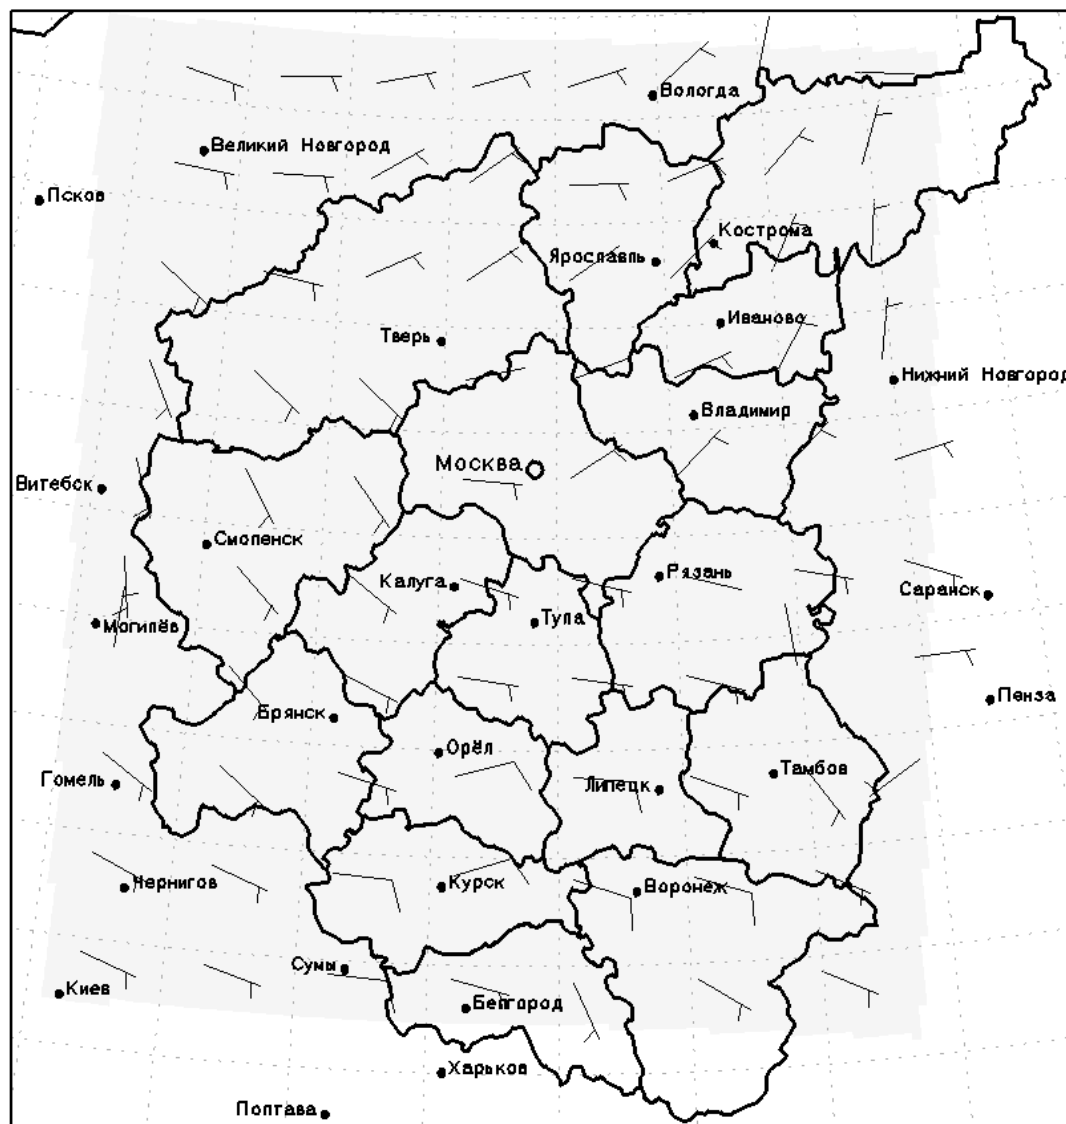 Вологда
Великий Новгород
Псков
Кострома
Ярославль
Иваново
Тверь
Нижний Новгород
Владимир
Москва
Витебск
Смоленск
Рязань
Калуга
Саранск
Тула
Могилёв
Пенза
Брянск
Орёл
Тамбов
Гомель
Липецк
Чернигов
Курск
Воронеж
Сумы
Киев
Белгород
Харьков
Полтава